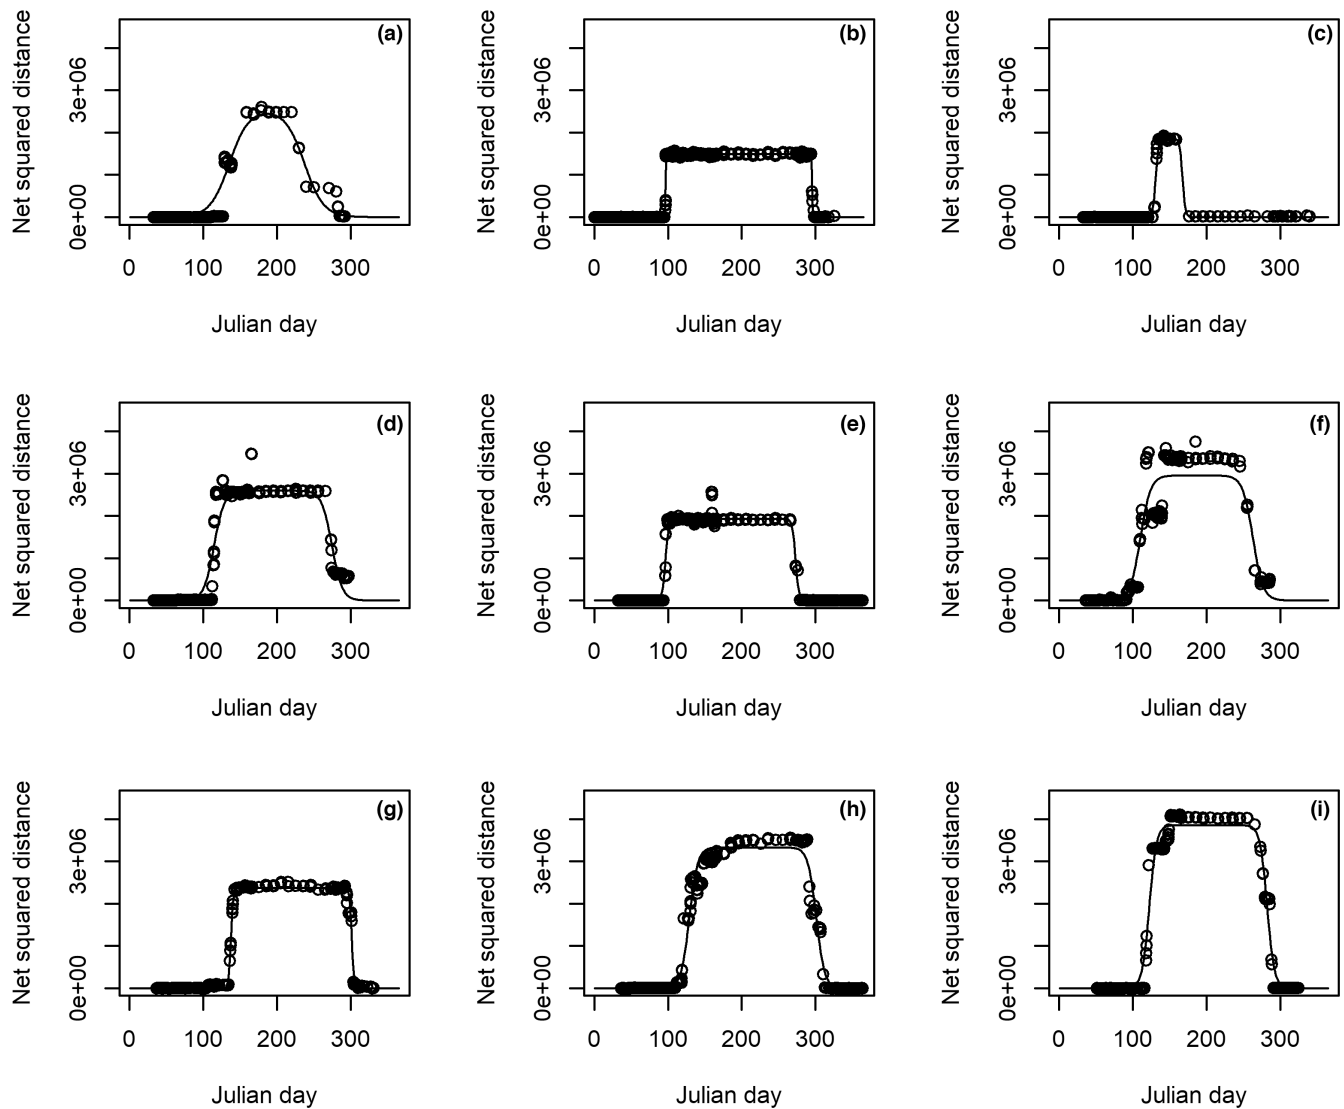 (a) (b) (c)
Net squared distance Net squared distance Net squared distance
3e+06 3e+06 3e+06
0e+00 0e+00 0e+00
0 100 200 300 0 100 200 300 0 100 200 300
Julian day Julian day Julian day
(d) (e) (f)
Net squared distance Net squared distance Net squared distance
3e+06 3e+06 3e+06
0e+00 0e+00 0e+00
0 100 200 300 0 100 200 300 0 100 200 300
Julian day Julian day Julian day
(g) (h) (i)
Net squared distance Net squared distance Net squared distance
3e+06 3e+06 3e+06
0e+00 0e+00 0e+00
0 100 200 300 0 100 200 300 0 100 200 300
Julian day Julian day Julian day